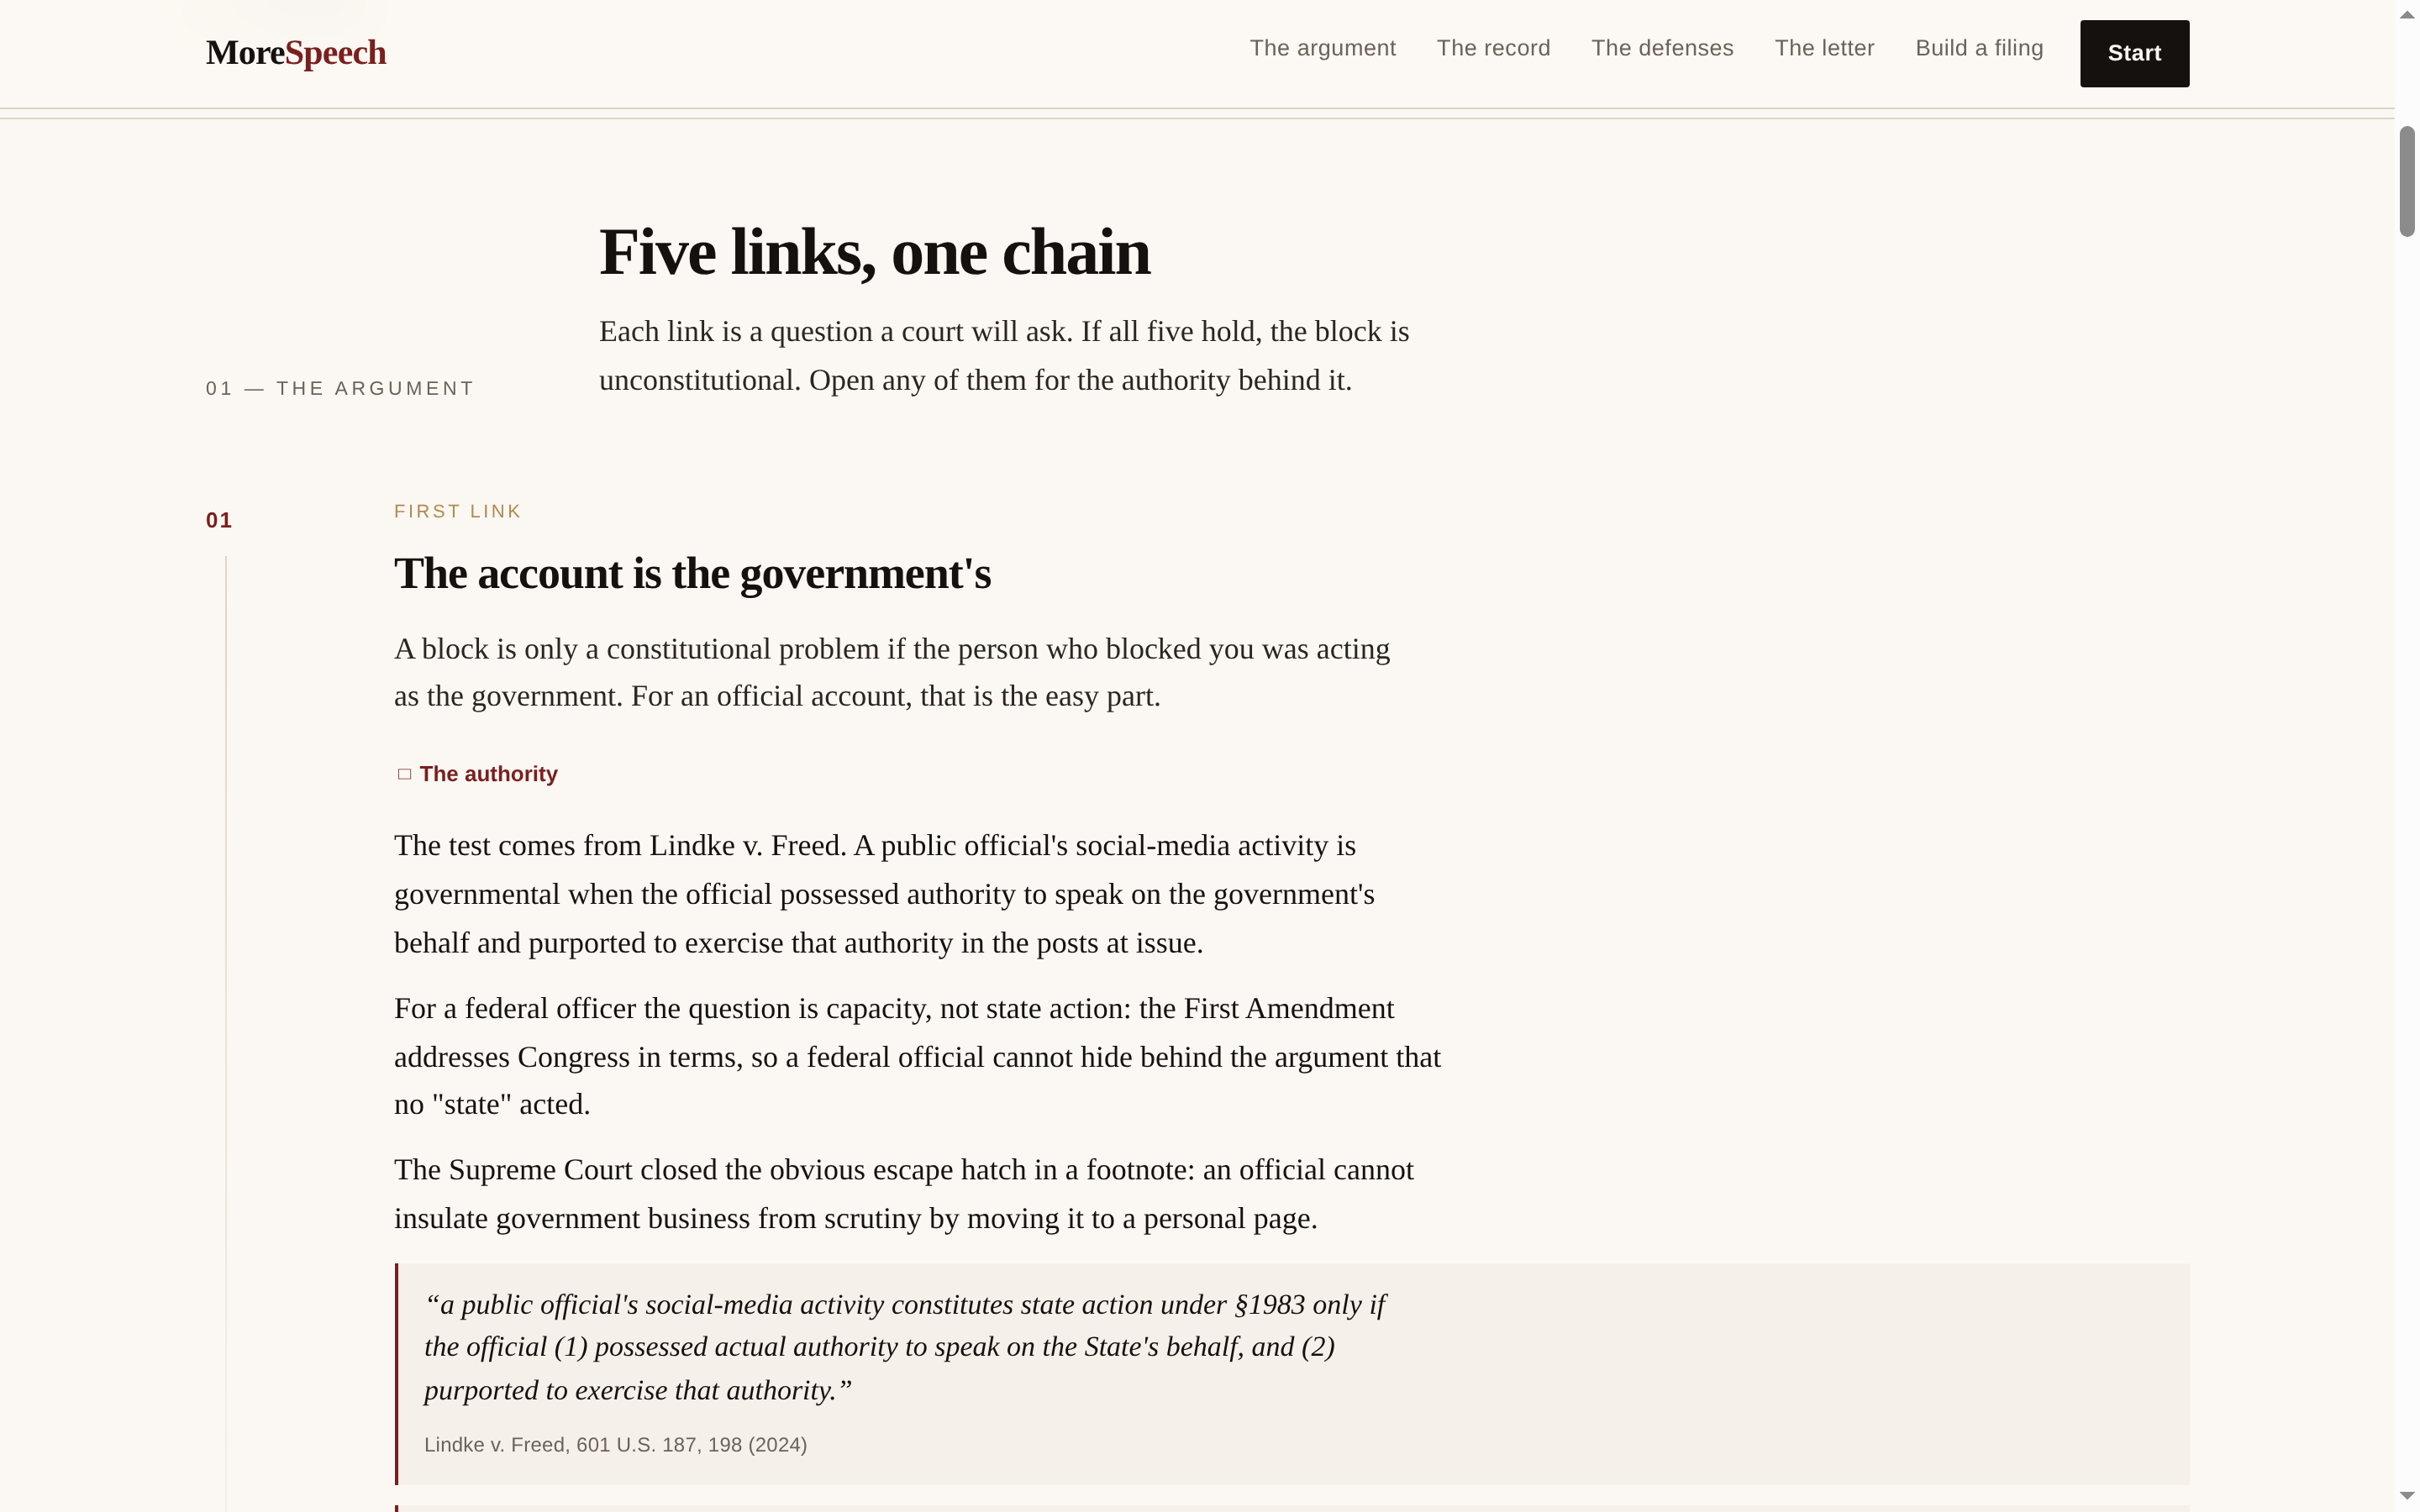 MoreSpeech
The argument
The record
The defenses
The letter
Build a filing
Start
Five links, one chain
Each link is a question a court will ask. If all five hold, the block is
unconstitutional. Open any of them for the authority behind it.
01 — THE ARGUMENT
01
FIRST LINK
The account is the government's
A block is only a constitutional problem if the person who blocked you was acting
as the government. For an official account, that is the easy part.
The authority
The test comes from Lindke v. Freed. A public official's social-media activity is
governmental when the official possessed authority to speak on the government's
behalf and purported to exercise that authority in the posts at issue.
For a federal officer the question is capacity, not state action: the First Amendment
addresses Congress in terms, so a federal official cannot hide behind the argument that
no "state" acted.
The Supreme Court closed the obvious escape hatch in a footnote: an official cannot
insulate government business from scrutiny by moving it to a personal page.
“a public official's social-media activity constitutes state action under §1983 only if
the official (1) possessed actual authority to speak on the State's behalf, and (2)
purported to exercise that authority.”
Lindke v. Freed, 601 U.S. 187, 198 (2024)